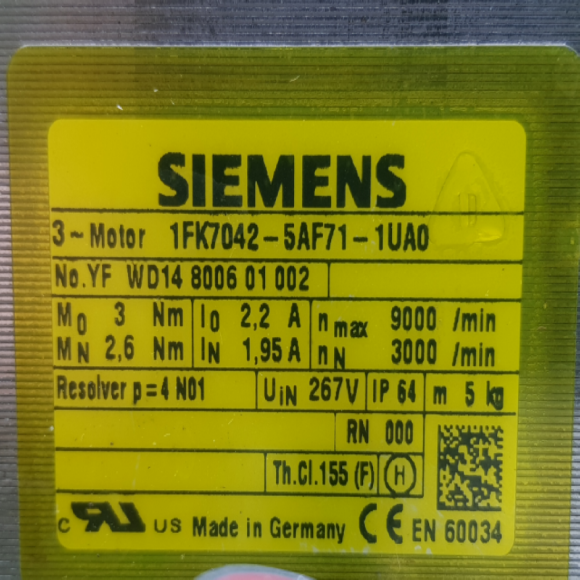 SIEMENS
3~Motor 1FK7042-5AF71-1UA0
No.YF WD14 8006 01 002
M0 3 Nm I0 2,2 A nmax 9000 /min
MN 2,6 Nm IN 1,95 A nN 3000 /min
Resolver p=4 N01 UiN 267V IP 64 m 5 kg
RN 000
Th.Cl.155 (F) H
c RU US Made in Germany CE EN 60034